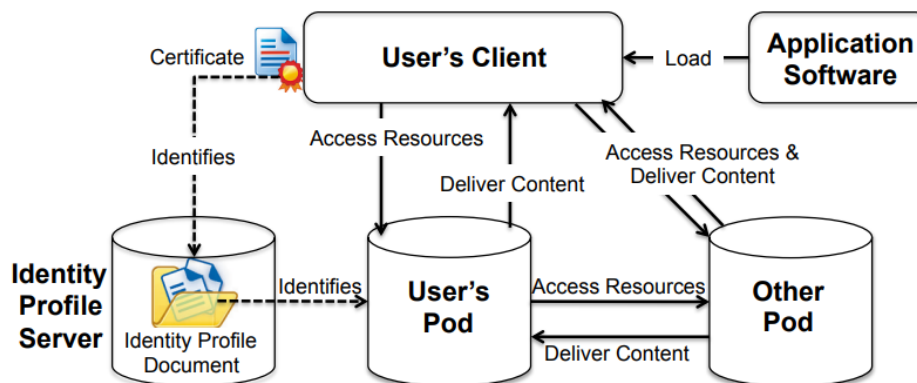 Certificate
User's Client
Load
Application
Software
Identifies
Access Resources
Deliver Content
Access Resources &
Deliver Content
Identity
Profile
Server
Identity Profile
Document
Identifies
User's
Pod
Access Resources
Deliver Content
Other
Pod